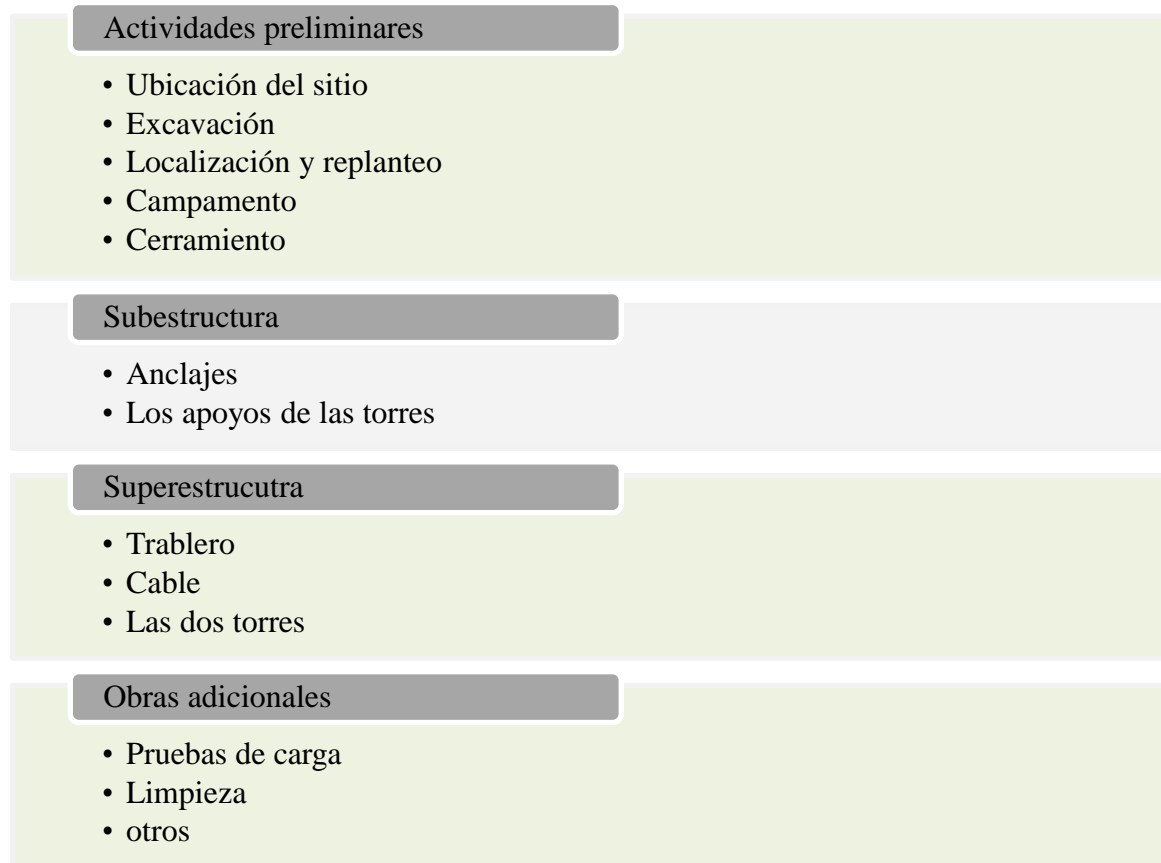 Actividades preliminares
• Ubicación del sitio
• Excavación
• Localización y replanteo
• Campamento
• Cerramiento
Subestructura
• Anclajes
• Los apoyos de las torres
Superestrucutra
• Trablero
• Cable
• Las dos torres
Obras adicionales
• Pruebas de carga
• Limpieza
• otros